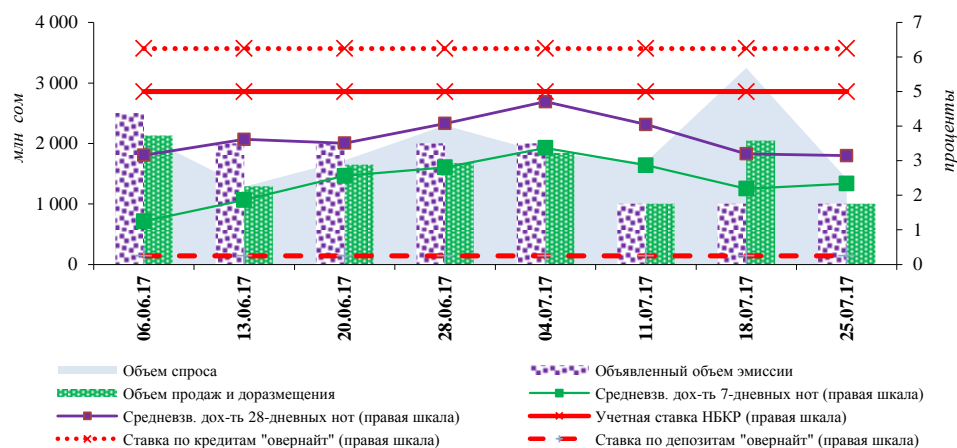 4 000
3 000
2 000
1 000
0
млн сом
7
6
5
4
3
2
1
0
проценты
06.06.17
13.06.17
20.06.17
28.06.17
04.07.17
11.07.17
18.07.17
25.07.17
Объем спроса
Объявленный объем эмиссии
Объем продаж и доразмещения
Средневзв. дох-ть 7-дневных нот (правая шкала)
Средневзв. дох-ть 28-дневных нот (правая шкала)
Учетная ставка НБКР (правая шкала)
Ставка по кредитам "овернайт" (правая шкала)
Ставка по депозитам "овернайт" (правая шкала)